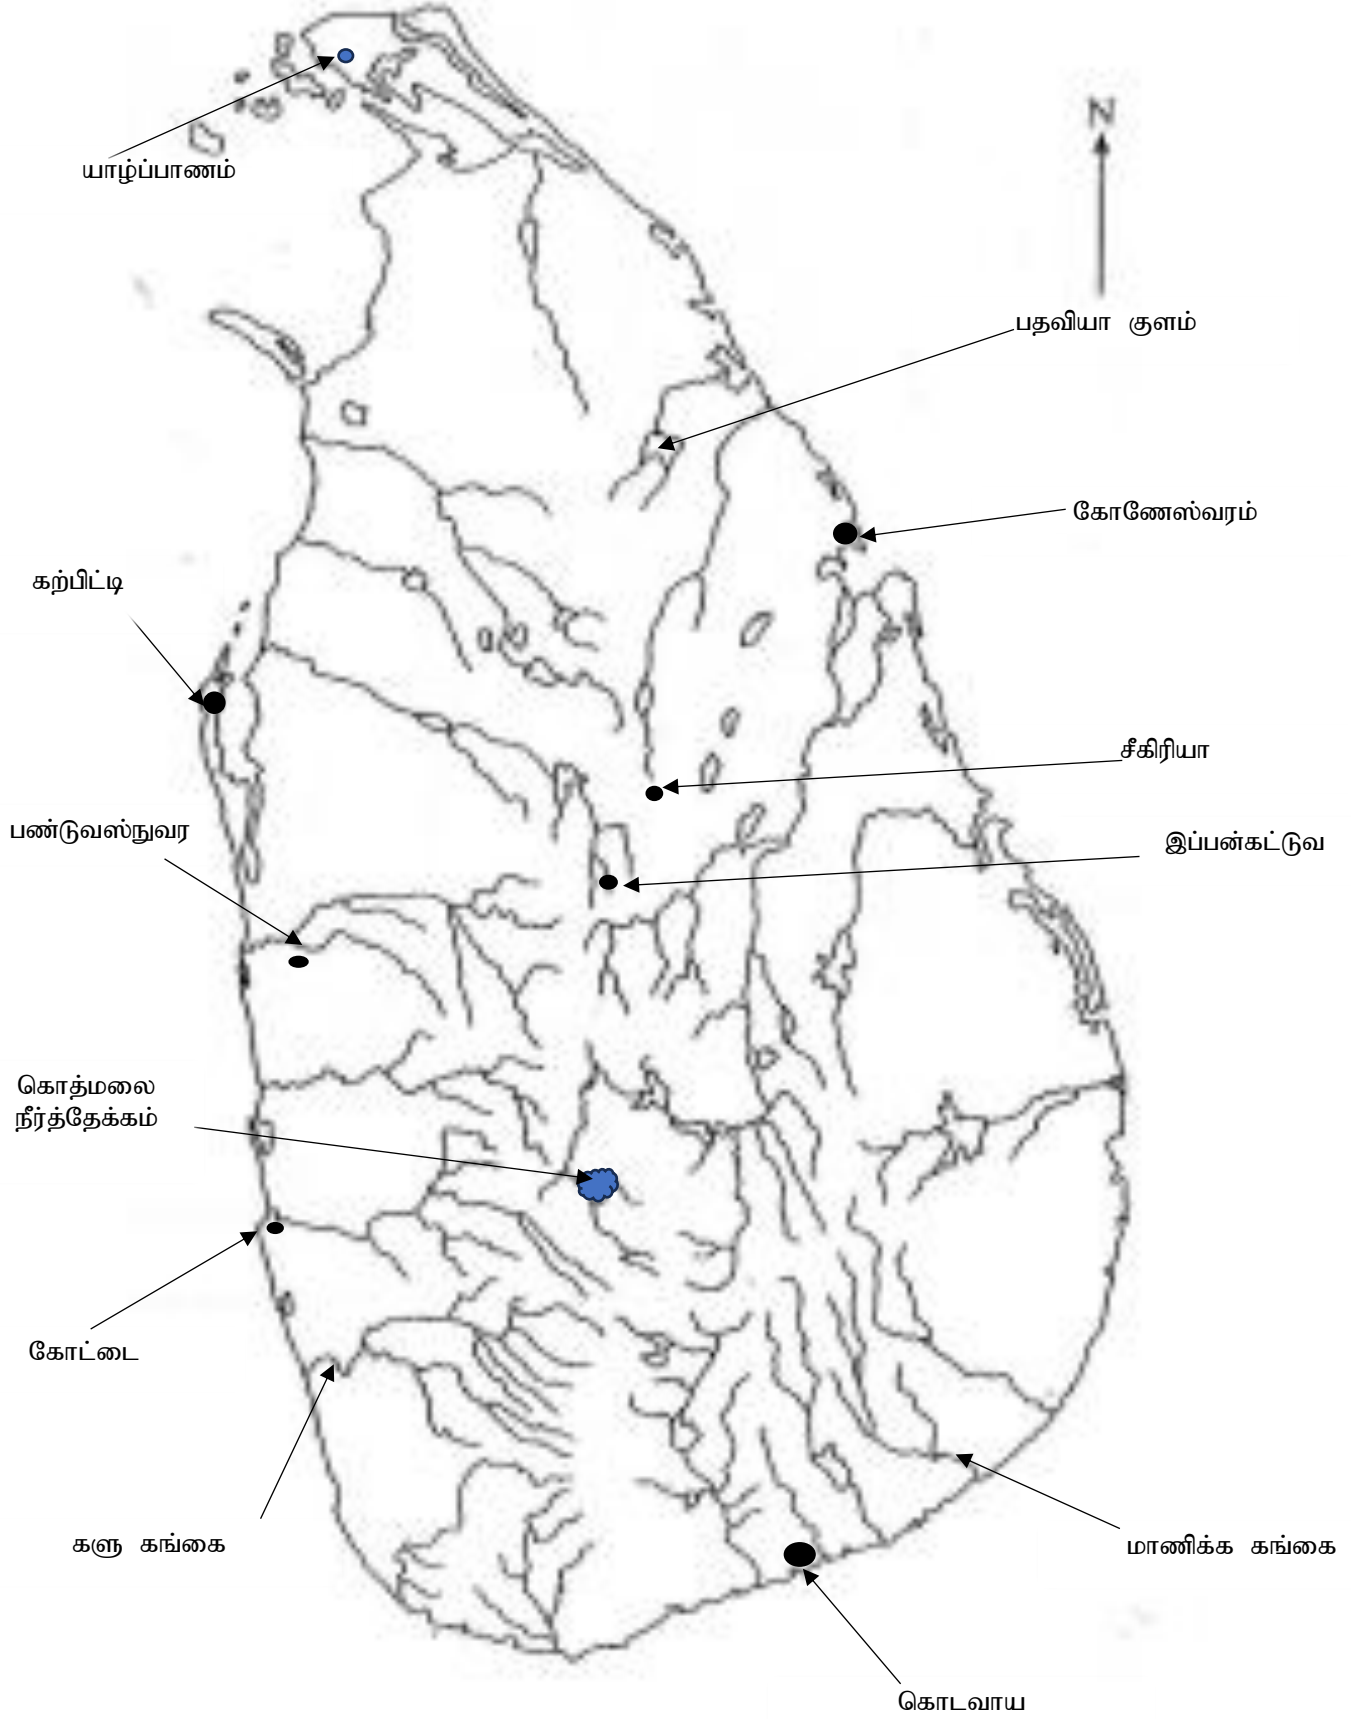 N
யாழ்ப்பாணம்
பதவியா குளம்
கோணேஸ்வரம்
கற்பிட்டி
சீகிரியா
பண்டுவஸ்நுவர
இப்பன்கட்டுவ
கொத்மலை
நீர்த்தேக்கம்
கோட்டை
களு கங்கை
மாணிக்க கங்கை
கொடவாய